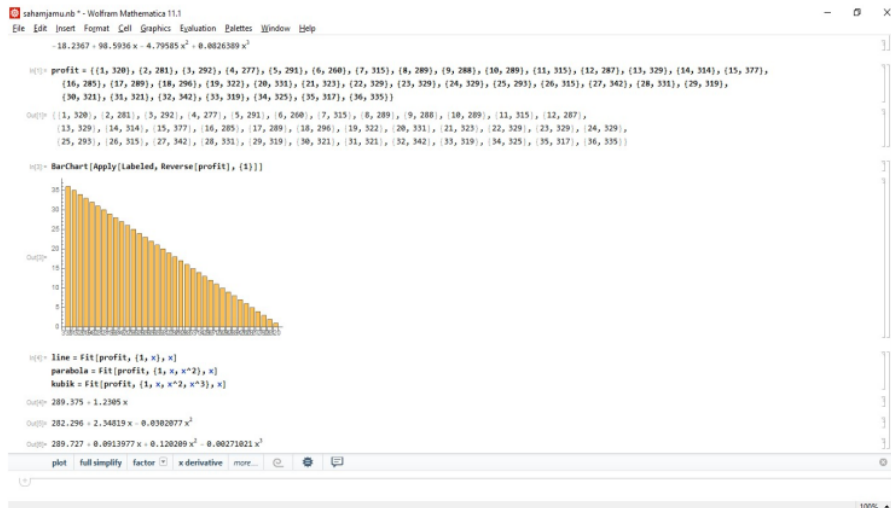 sahamjamu.nb * - Wolfram Mathematica 11.1
File Edit Insert Format Cell Graphics Evaluation Palettes Window Help
-18.2367 + 98.5936 x - 4.79585 x² + 0.0826389 x³
In[1]:= profit = {{1, 320}, {2, 281}, {3, 292}, {4, 277}, {5, 291}, {6, 260}, {7, 315}, {8, 289}, {9, 288}, {10, 289}, {11, 315}, {12, 287}, {13, 329}, {14, 314}, {15, 377},
{16, 285}, {17, 289}, {18, 296}, {19, 322}, {20, 331}, {21, 323}, {22, 329}, {23, 329}, {24, 329}, {25, 293}, {26, 315}, {27, 342}, {28, 331}, {29, 319},
{30, 321}, {31, 321}, {32, 342}, {33, 319}, {34, 325}, {35, 317}, {36, 335}}
Out[1]= {{1, 320}, {2, 281}, {3, 292}, {4, 277}, {5, 291}, {6, 260}, {7, 315}, {8, 289}, {9, 288}, {10, 289}, {11, 315}, {12, 287},
{13, 329}, {14, 314}, {15, 377}, {16, 285}, {17, 289}, {18, 296}, {19, 322}, {20, 331}, {21, 323}, {22, 329}, {23, 329}, {24, 329},
{25, 293}, {26, 315}, {27, 342}, {28, 331}, {29, 319}, {30, 321}, {31, 321}, {32, 342}, {33, 319}, {34, 325}, {35, 317}, {36, 335}}
BarChart[Apply[Labeled, Reverse[profit], {1}]]
35
30
25
20
15
10
5
0
In[4]:= line = Fit[profit, {1, x}, x]
parabola = Fit[profit, {1, x, x^2}, x]
kubik = Fit[profit, {1, x, x^2, x^3}, x]
Out[4]= 289.375 + 1.2305 x
Out[5]= 282.296 + 2.34819 x - 0.0302077 x²
Out[6]= 289.727 + 0.0913977 x + 0.120209 x² - 0.00271021 x³
plot full simplify factor x derivative more...
100%